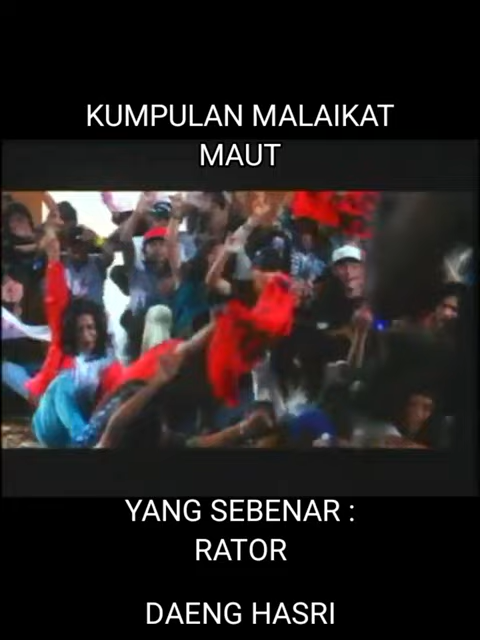 KUMPULAN MALAIKAT
MAUT
YANG SEBENAR :
RATOR
DAENG HASRI